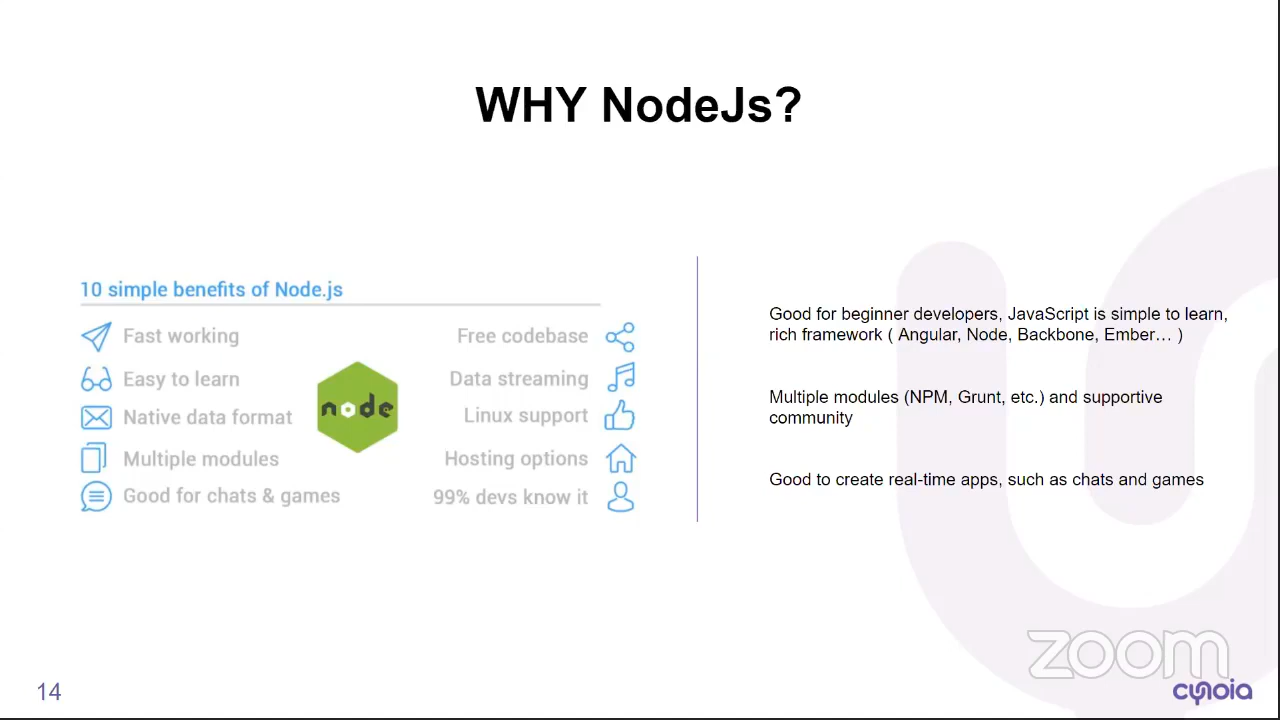 WHY NodeJs?
10 simple benefits of Node.js
Fast working
Easy to learn
Native data format
Multiple modules
Good for chats & games
node
Free codebase
Data streaming
Linux support
Hosting options
99% devs know it
Good for beginner developers, JavaScript is simple to learn,
rich framework ( Angular, Node, Backbone, Ember… )
Multiple modules (NPM, Grunt, etc.) and supportive
community
Good to create real-time apps, such as chats and games
zoom
cynoia
14